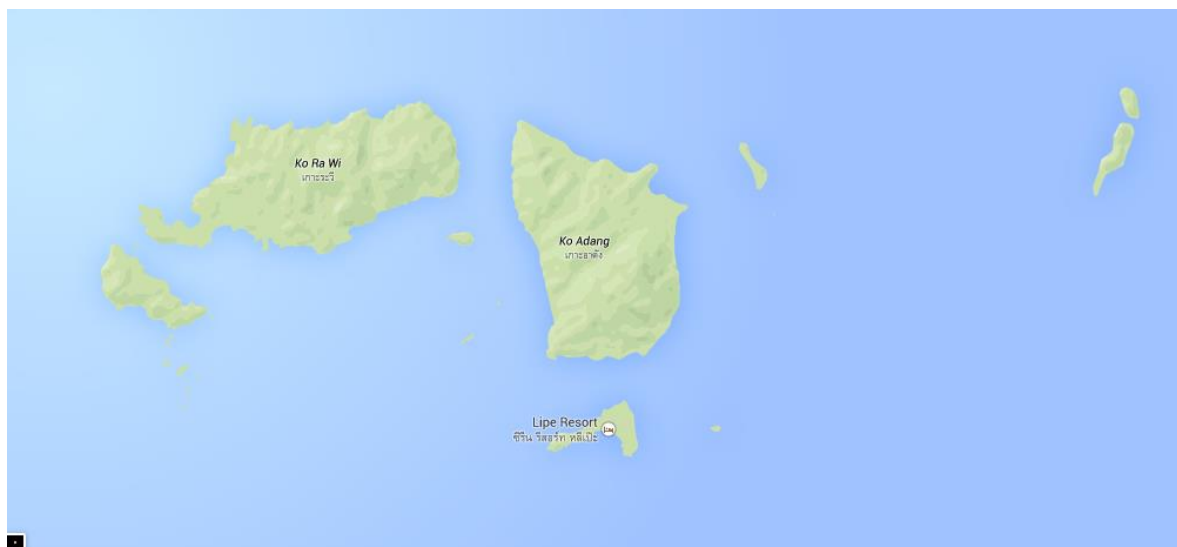 Ko Ra Wi
เกาะระวี
Ko Adang
เกาะอาดัง
Lipe Resort
ซีรีน รีสอร์ท หลีเป๊ะ